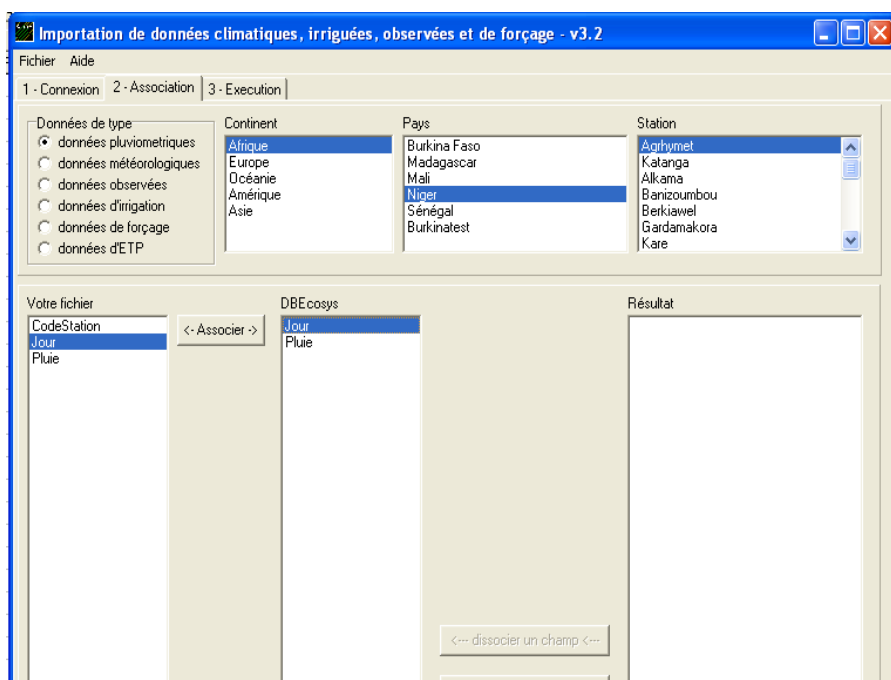 Importation de données climatiques, irriguées, observées et de forçage - v3.2
Fichier Aide
1 - Connexion 2 - Association 3 - Execution
Données de type
données pluviometriques
données météorologiques
données observées
données d'irrigation
données de forçage
données d'ETP
Continent
Afrique
Europe
Océanie
Amérique
Asie
Pays
Burkina Faso
Madagascar
Mali
Niger
Sénégal
Burkinatest
Station
Agrhymet
Katanga
Alkama
Banizoumbou
Berkiawel
Gardamakora
Kare
Votre fichier
CodeStation
Jour
Pluie
<- Associer ->
DBEcosys
Jour
Pluie
<--- dissocier un champ <---
Résultat